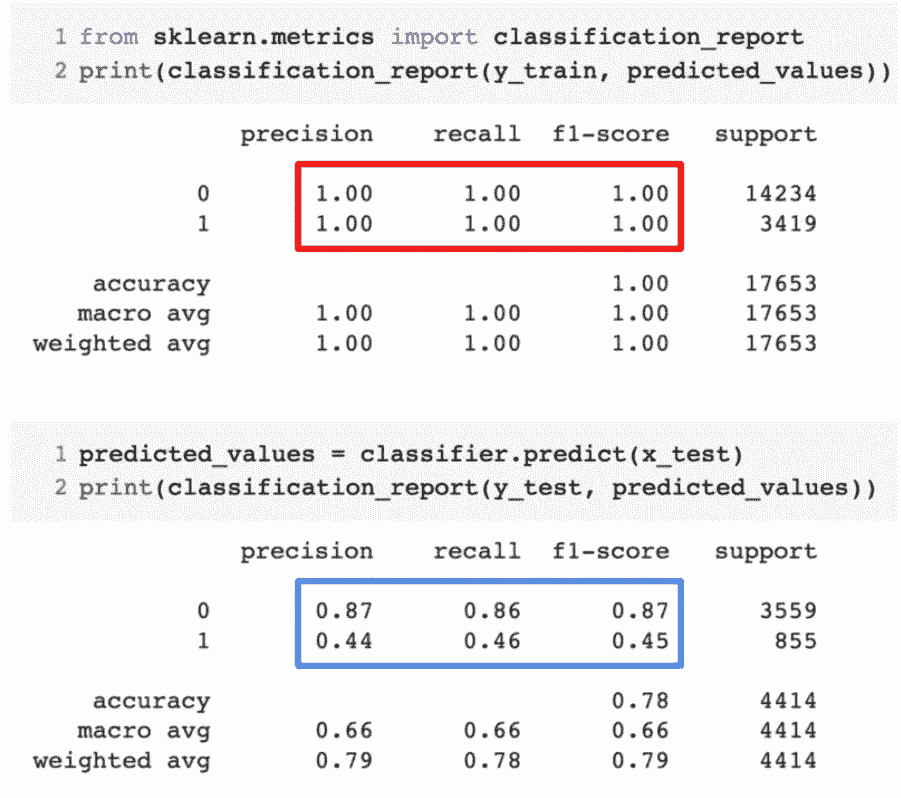 1 from sklearn.metrics import classification_report
2 print(classification_report(y_train, predicted_values))
precision recall f1-score support
0 1.00 1.00 1.00 14234
1 1.00 1.00 1.00 3419
accuracy 1.00 17653
macro avg 1.00 1.00 1.00 17653
weighted avg 1.00 1.00 1.00 17653
1 predicted_values = classifier.predict(x_test)
2 print(classification_report(y_test, predicted_values))
precision recall f1-score support
0 0.87 0.86 0.87 3559
1 0.44 0.46 0.45 855
accuracy 0.78 4414
macro avg 0.66 0.66 0.66 4414
weighted avg 0.79 0.78 0.79 4414